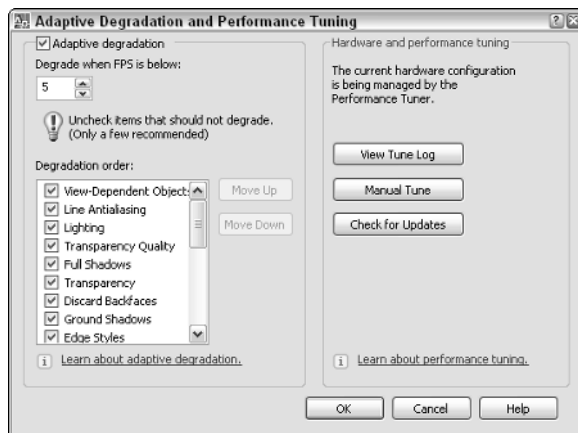 Adaptive Degradation and Performance Tuning
Adaptive degradation
Degrade when FPS is below:
5
Uncheck items that should not degrade.
(Only a few recommended)
Degradation order:
View-Dependent Object
Line Antialiasing
Lighting
Transparency Quality
Full Shadows
Transparency
Discard Backfaces
Ground Shadows
Edge Styles
Move Up
Move Down
Learn about adaptive degradation.
Hardware and performance tuning
The current hardware configuration
is being managed by the
Performance Tuner.
View Tune Log
Manual Tune
Check for Updates
Learn about performance tuning.
OK
Cancel
Help